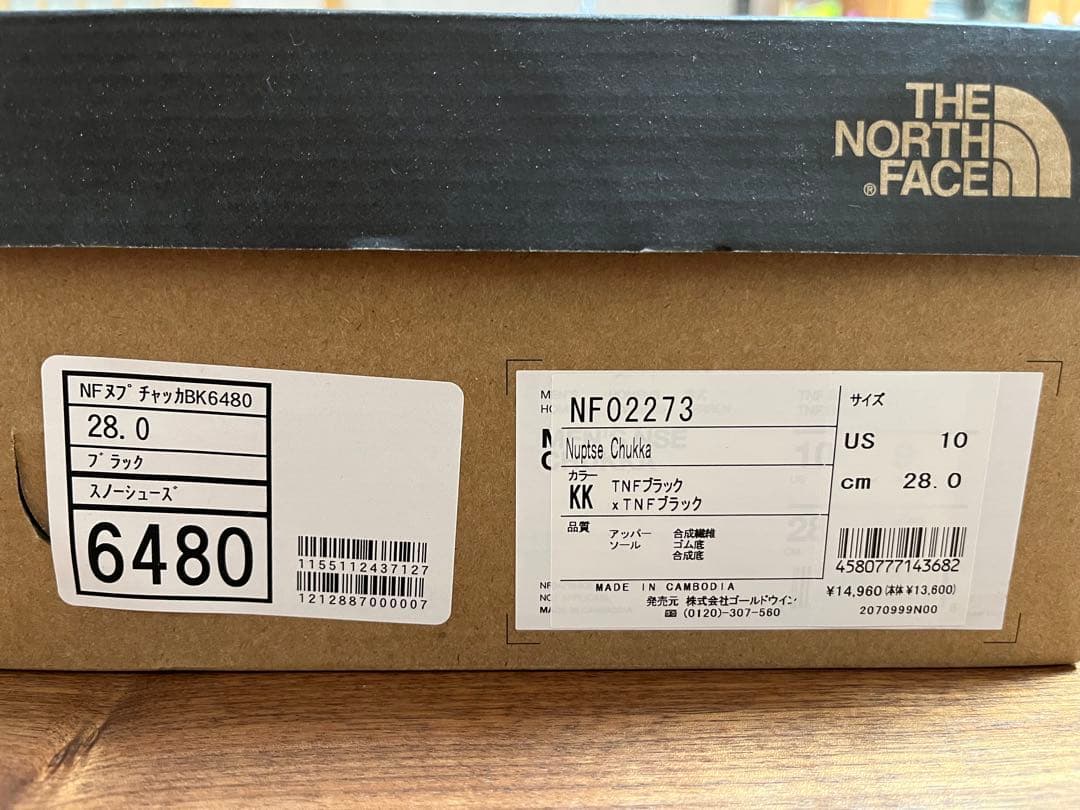 THE
NORTH
FACE
®
NFヌプチャッカBK6480
28.0
ブラック
スノーシューズ
6480
1155112437127
1212887000007
NF02273
Nuptse Chukka
カラー
KK TNFブラック
xTNFブラック
品質 アッパー 合成繊維
ソール ゴム底
合成底
MADE IN CAMBODIA
発売元 株式会社ゴールドウイン
(0120)-307-560
サイズ
US 10
cm 28.0
4580777143682
¥14,960(本体¥13,600)
2070999N00